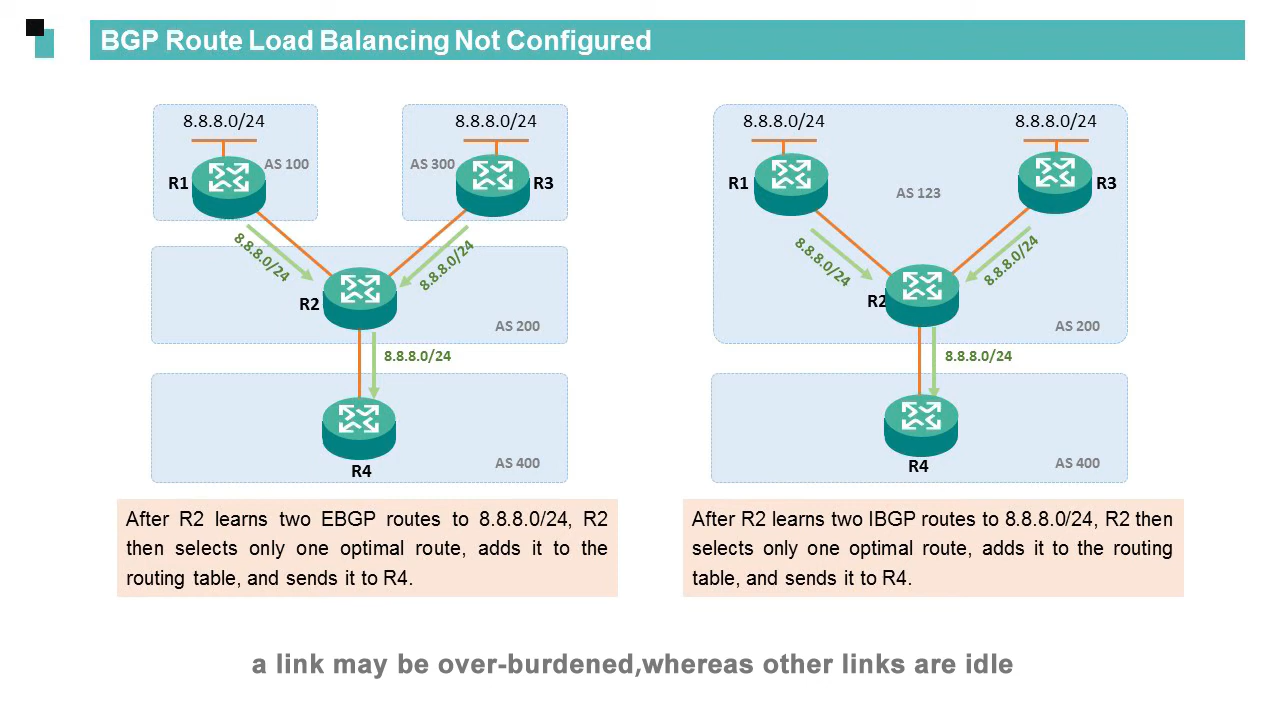 BGP Route Load Balancing Not Configured
8.8.8.0/24
8.8.8.0/24
AS 100
AS 300
R1
R3
8.8.8.0/24
8.8.8.0/24
R2
AS 200
8.8.8.0/24
R4
AS 400
After R2 learns two EBGP routes to 8.8.8.0/24, R2
then selects only one optimal route, adds it to the
routing table, and sends it to R4.
8.8.8.0/24
8.8.8.0/24
R1
R3
AS 123
8.8.8.0/24
8.8.8.0/24
R2
AS 200
8.8.8.0/24
R4
AS 400
After R2 learns two IBGP routes to 8.8.8.0/24, R2 then
selects only one optimal route, adds it to the routing
table, and sends it to R4.
a link may be over-burdened,whereas other links are idle